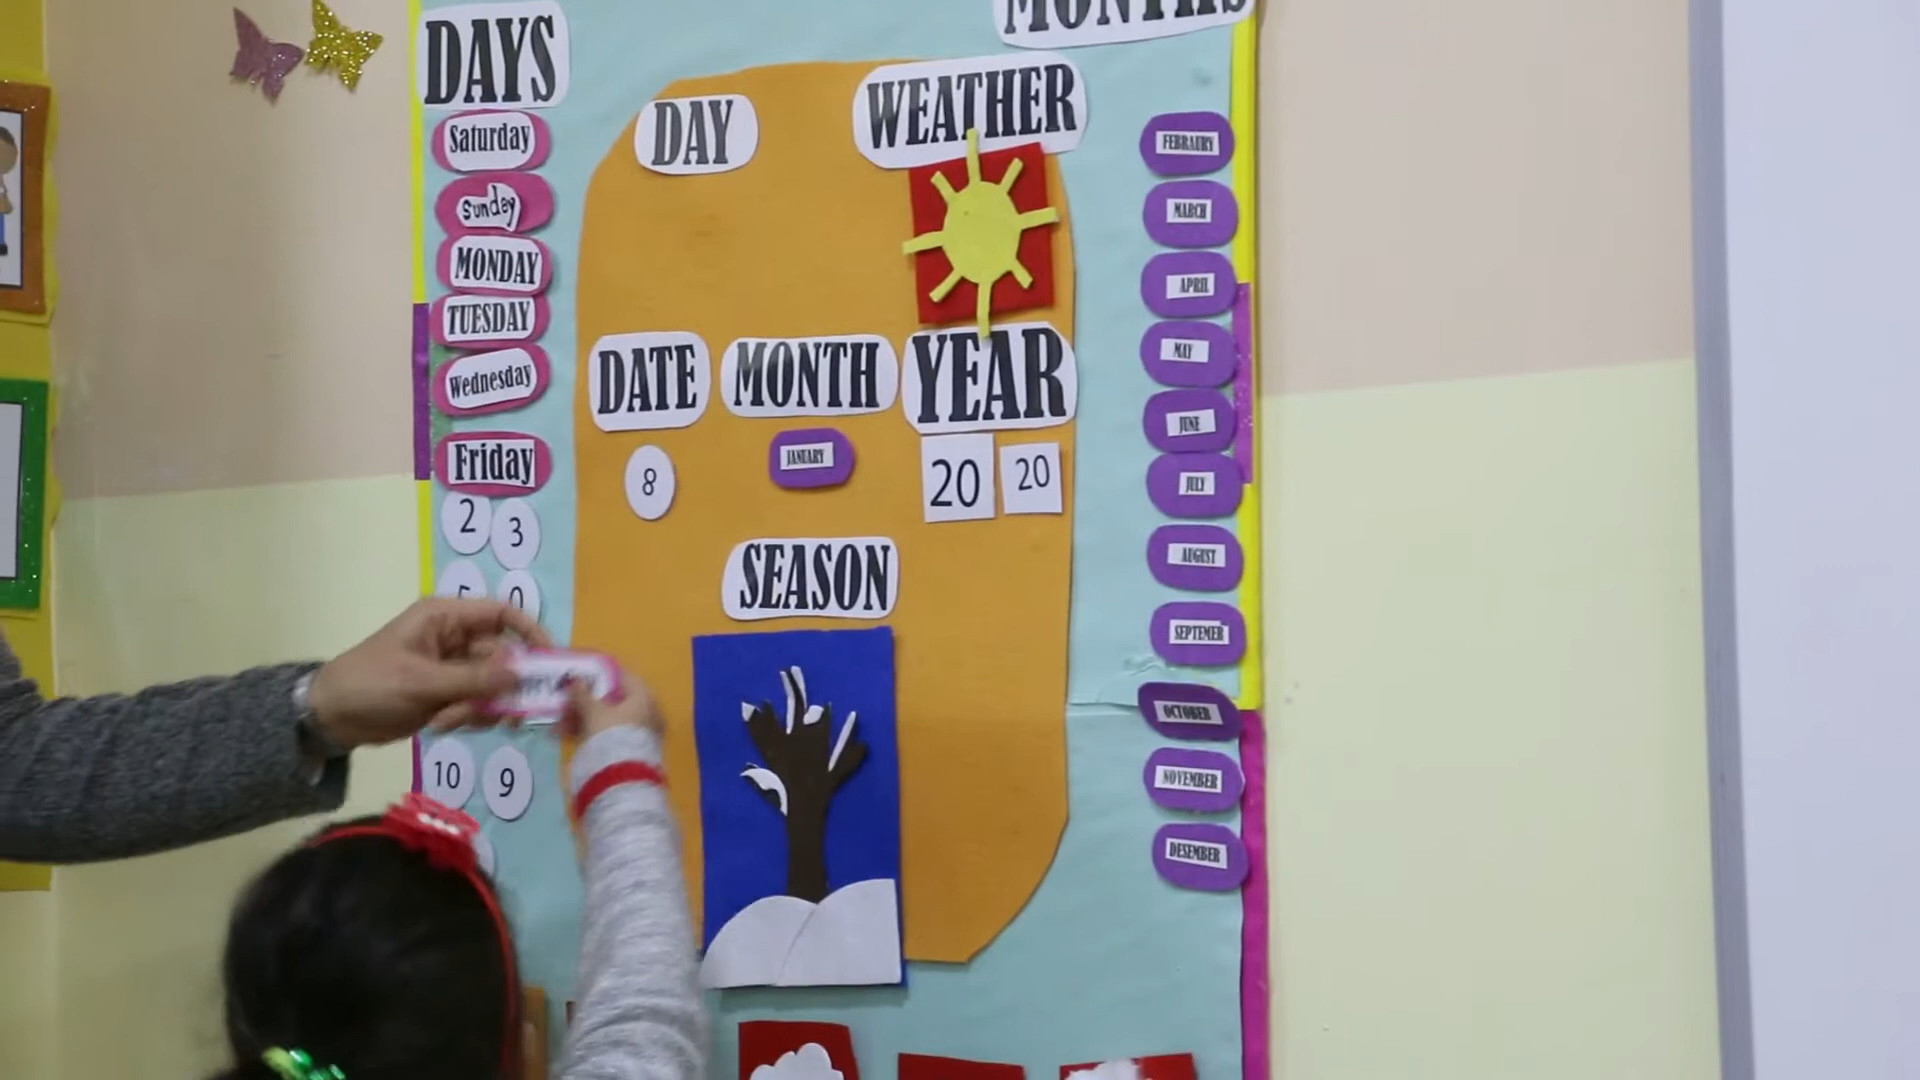 DAYS
Saturday
Sunday
MONDAY
TUESDAY
Wednesday
Friday
2 3
10 9
DAY
WEATHER
DATE MONTH YEAR
8 JANUARY 20 20
SEASON
MONTHS
FEBRAURY
MARCH
APRIL
MAY
JUNE
JULY
AUGUST
SEPTEMER
OCTOBER
NOVEMBER
DESEMBER